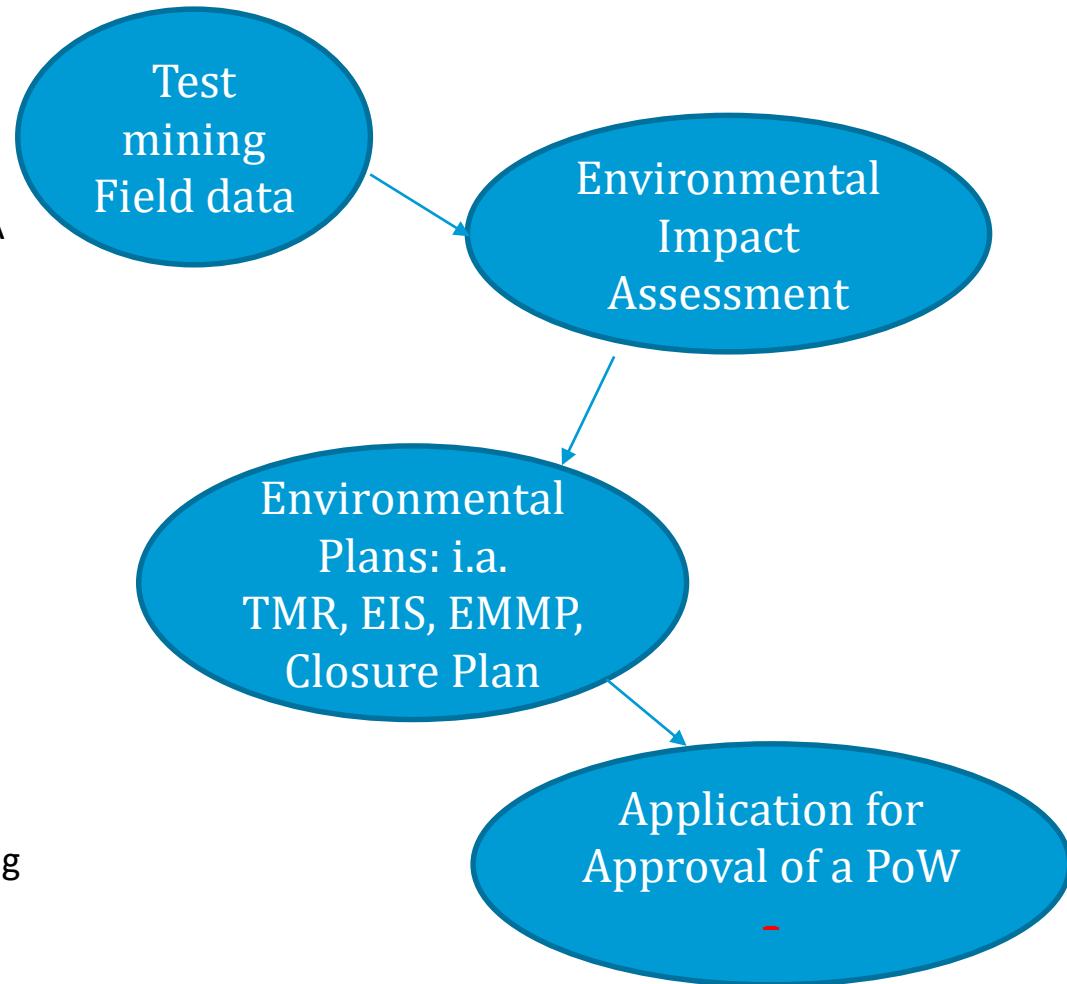 Test
mining
Field data
A
Environmental
Impact
Assessment
Environmental
Plans: i.a.
TMR, EIS, EMMP,
Closure Plan
Application for
Approval of a PoW
g